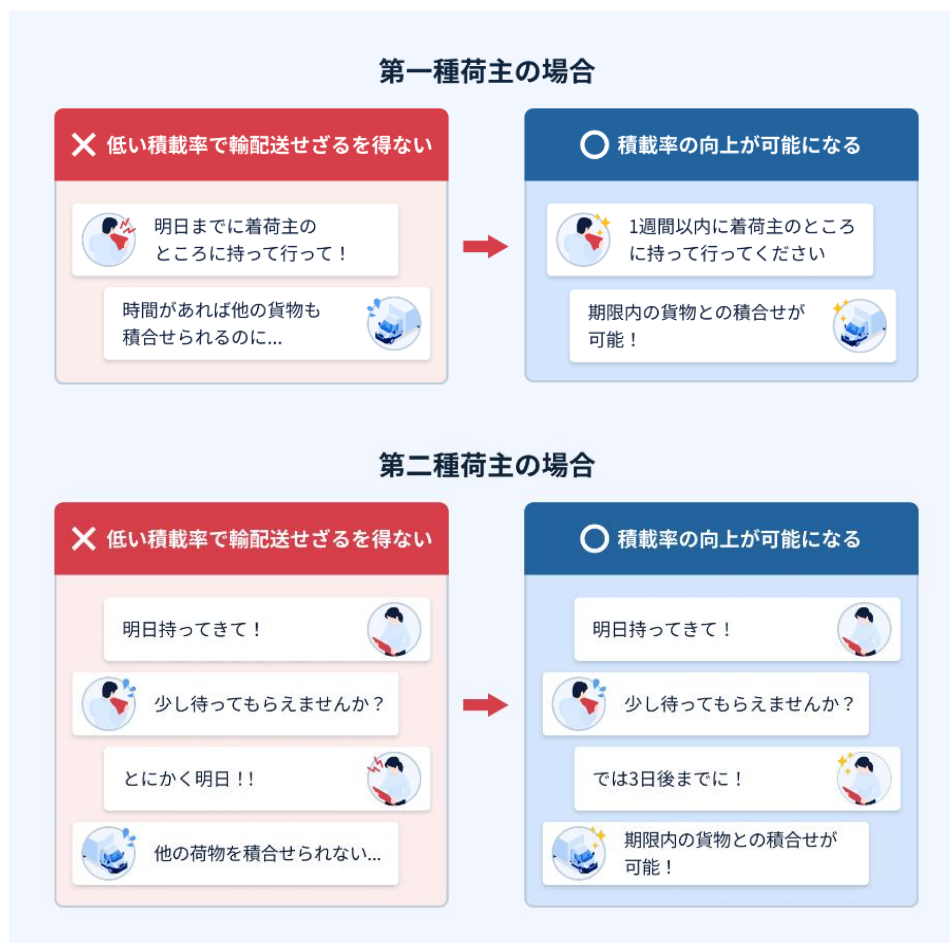 第一種荷主の場合
× 低い積載率で輸配送せざるを得ない
明日までに着荷主の
ところに持って行って！
時間があれば他の貨物も
積合せられるのに...
○ 積載率の向上が可能になる
1週間以内に着荷主のところ
に持って行ってください
期限内の貨物との積合せが
可能！
第二種荷主の場合
× 低い積載率で輸配送せざるを得ない
明日持ってきて！
少し待ってもらえませんか？
とにかく明日！！
他の荷物を積合せられない...
○ 積載率の向上が可能になる
明日持ってきて！
少し待ってもらえませんか？
では3日後までに！
期限内の貨物との積合せが
可能！